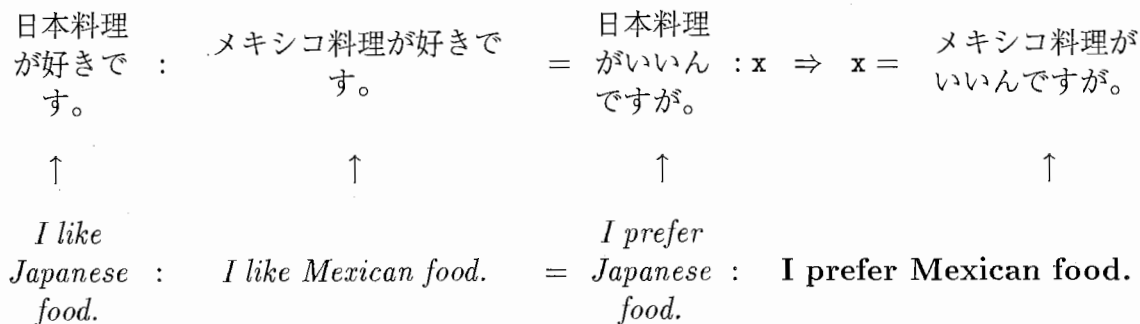 日本料理 メキシコ料理が好きで 日本料理 メキシコ料理が
が好きで : す。 = がいいん : x ⇒ x = いいんですが。
す。 ですが。
↑ ↑ ↑ ↑
I like I prefer
Japanese : I like Mexican food. = Japanese : I prefer Mexican food.
food. food.